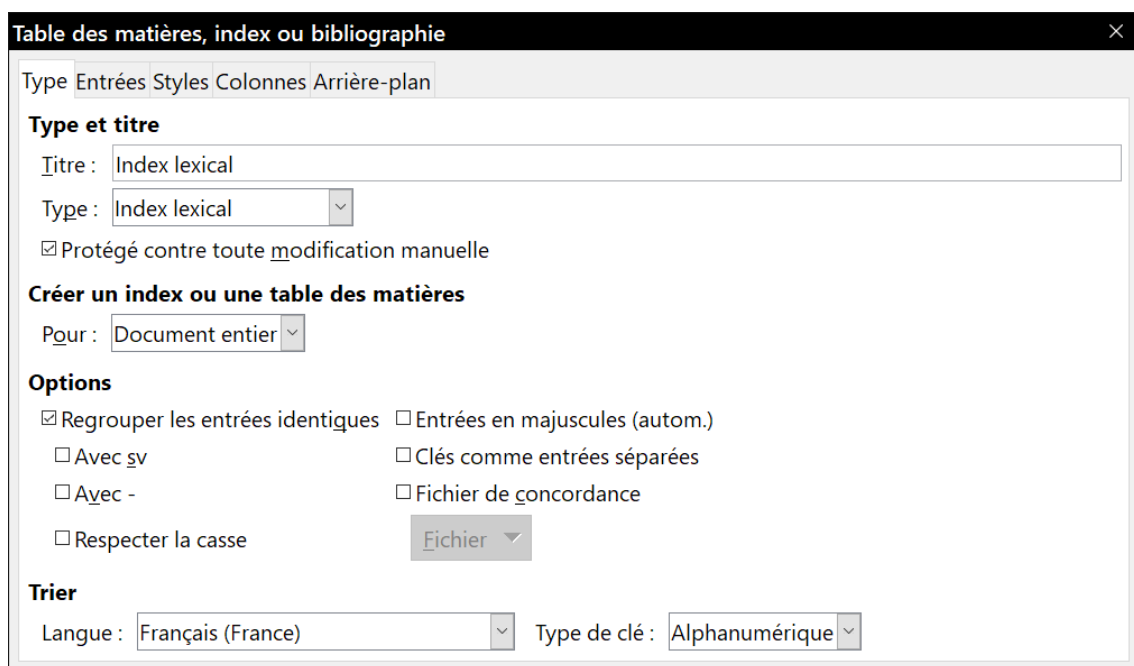 Table des matières, index ou bibliographie
Type Entrées Styles Colonnes Arrière-plan
Type et titre
Titre : Index lexical
Type : Index lexical
Protégé contre toute modification manuelle
Créer un index ou une table des matières
Pour : Document entier
Options
Regrouper les entrées identiques Entrées en majuscules (autom.)
Avec sv Clés comme entrées séparées
Avec - Fichier de concordance
Respecter la casse Fichier
Trier
Langue : Français (France) Type de clé : Alphanumérique